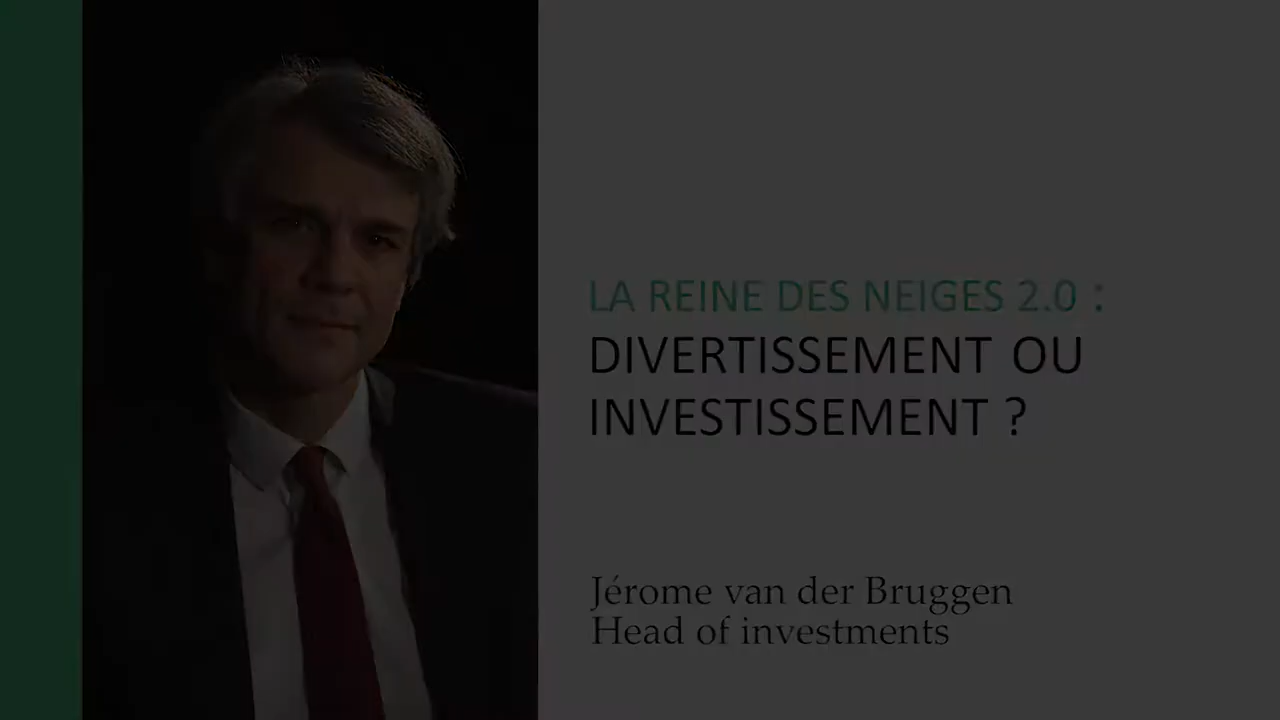 LA REINE DES NEIGES 2.0 :
DIVERTISSEMENT OU
INVESTISSEMENT ?
Jérome van der Bruggen
Head of investments